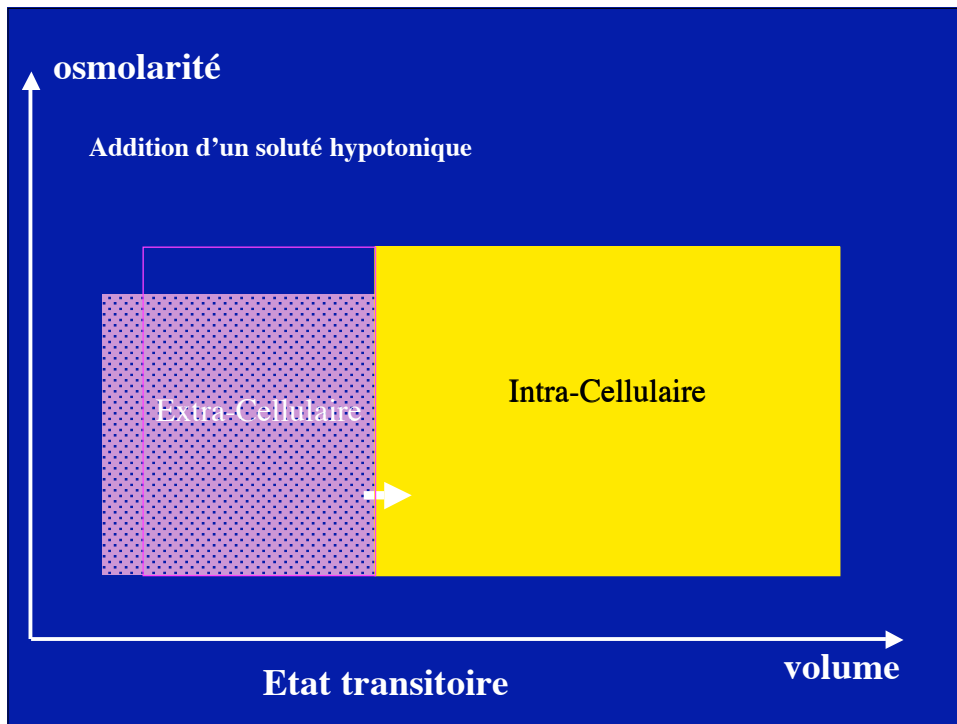 osmolarité
Addition d’un soluté hypotonique
Intra-Cellulaire
Extra-Cellulaire
volume
Etat transitoire